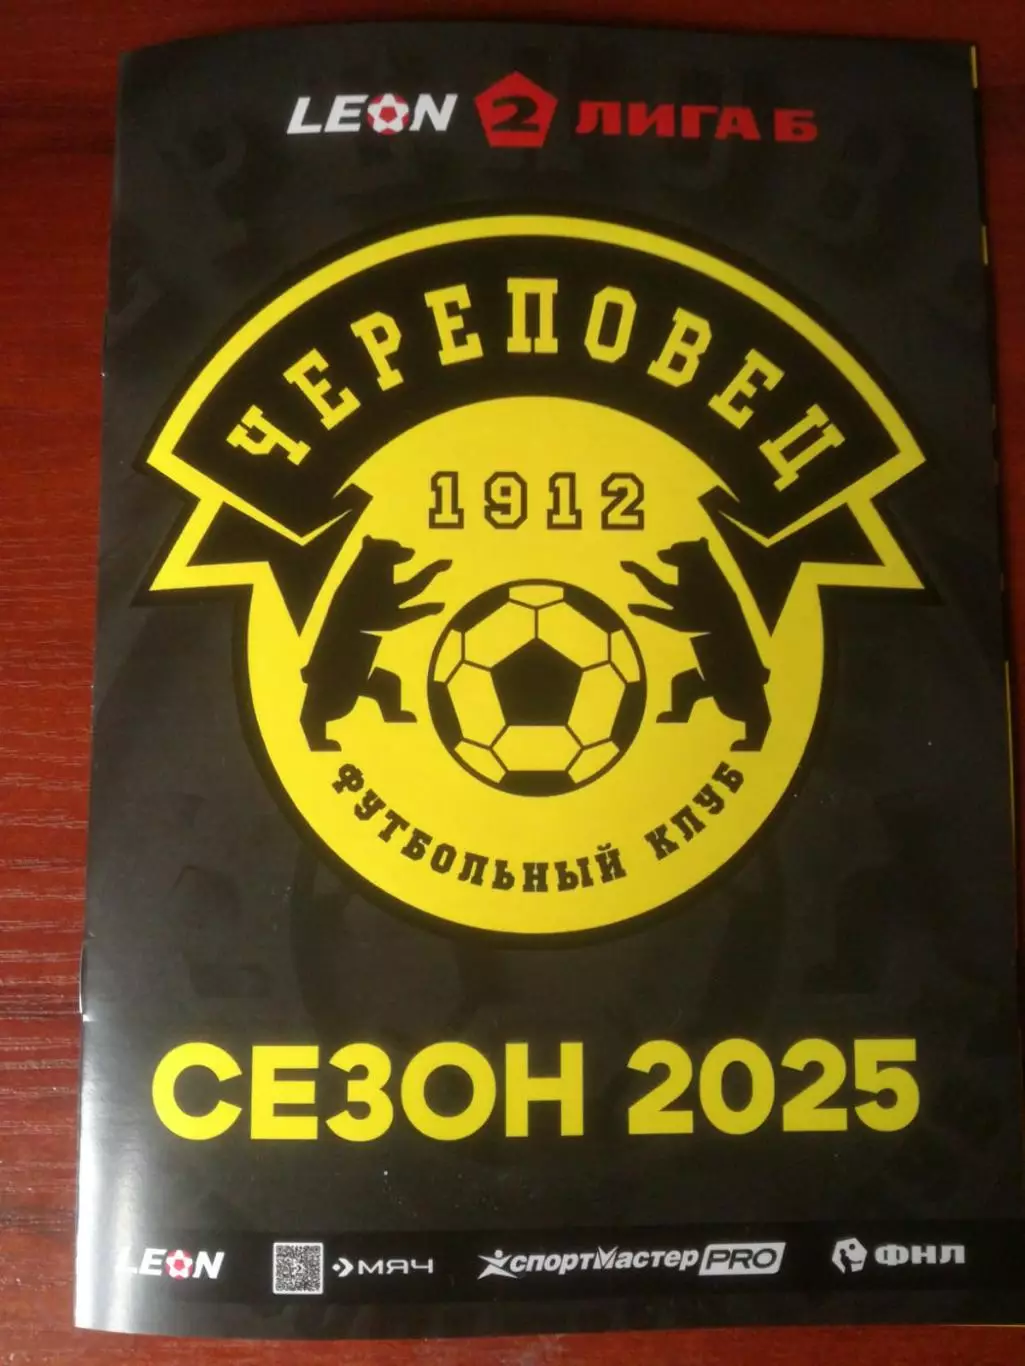 LEON 2 ЛИГА Б
ЧЕРЕПОВЕЦ
1912
ФУТБОЛЬНЫЙ КЛУБ
СЕЗОН 2025
LEON МЯЧ спортмастер PRO ФНЛ